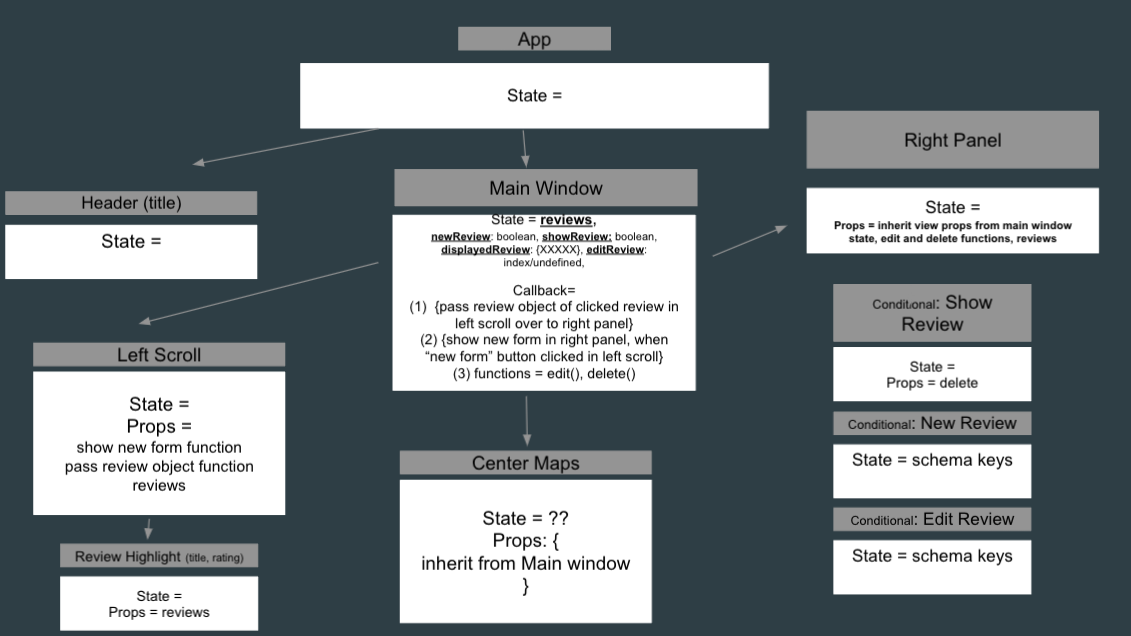 App
State =
Header (title)
State =
Main Window
State = reviews,
newReview: boolean, showReview: boolean,
displayedReview: {XXXXX}, editReview:
index/undefined,
Callback=
(1) {pass review object of clicked review in
left scroll over to right panel}
(2) {show new form in right panel, when
“new form” button clicked in left scroll}
(3) functions = edit(), delete()
Right Panel
State =
Props = inherit view props from main window
state, edit and delete functions, reviews
Left Scroll
State =
Props =
show new form function
pass review object function
reviews
Review Highlight (title, rating)
State =
Props = reviews
Center Maps
State = ??
Props: {
inherit from Main window
}
Conditional: Show
Review
State =
Props = delete
Conditional: New Review
State = schema keys
Conditional: Edit Review
State = schema keys